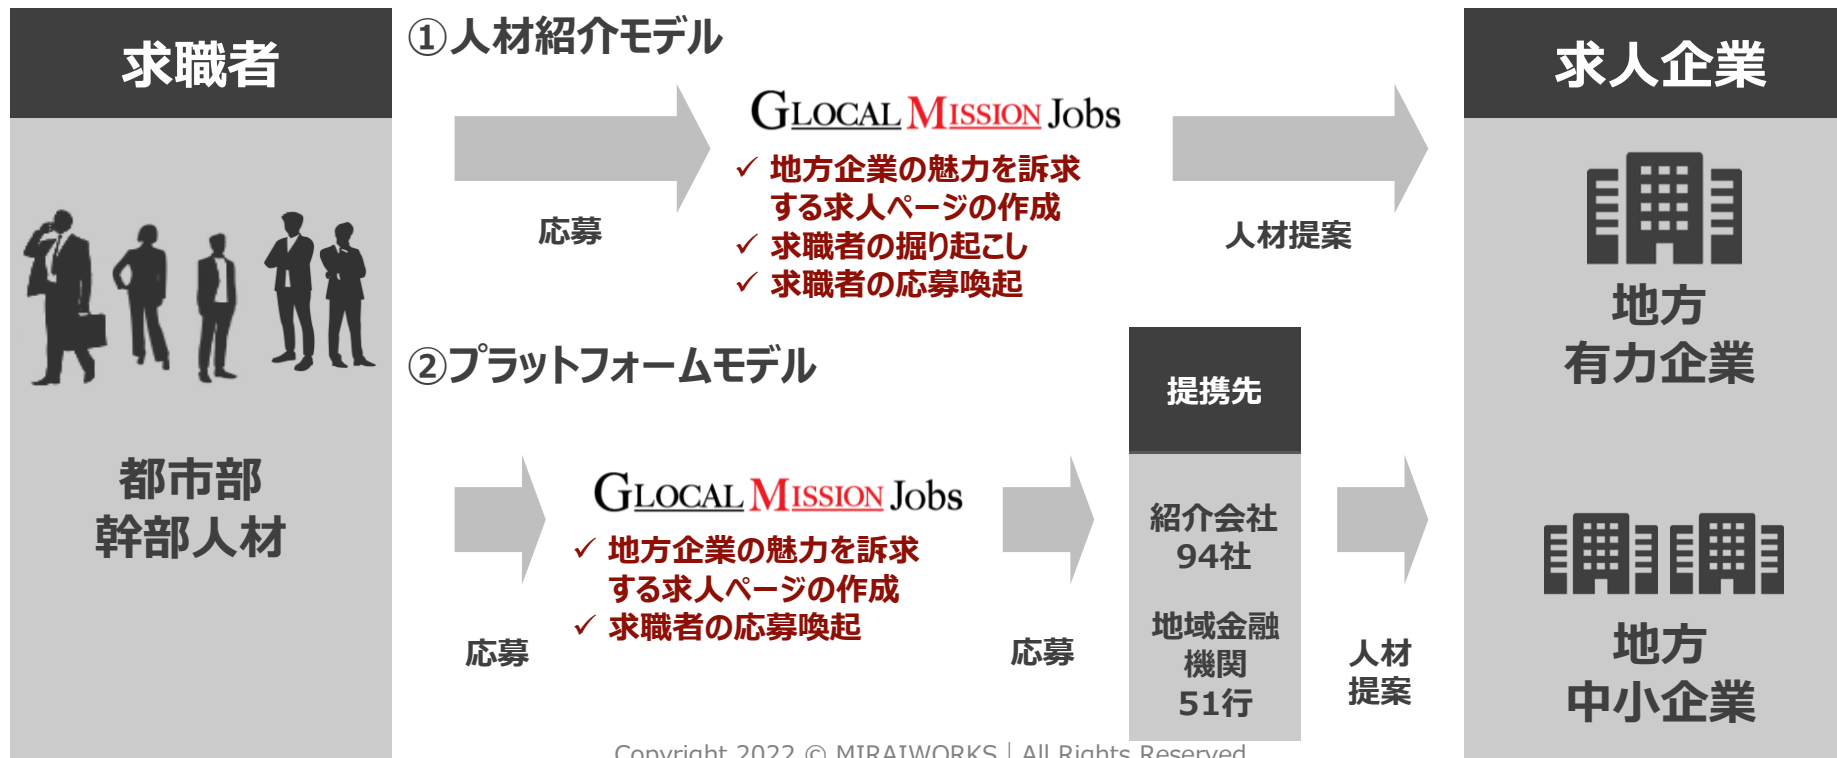 求職者
都市部
幹部人材
①人材紹介モデル
応募
GLOCAL MISSION Jobs
✓ 地方企業の魅力を訴求
する求人ページの作成
✓ 求職者の掘り起こし
✓ 求職者の応募喚起
人材提案
②プラットフォームモデル
応募
GLOCAL MISSION Jobs
✓ 地方企業の魅力を訴求
する求人ページの作成
✓ 求職者の応募喚起
応募
提携先
紹介会社
94社
地域金融
機関
51行
人材
提案
求人企業
地方
有力企業
地方
中小企業
Copyright 2022 © MIRAIWORKS | All Rights Reserved